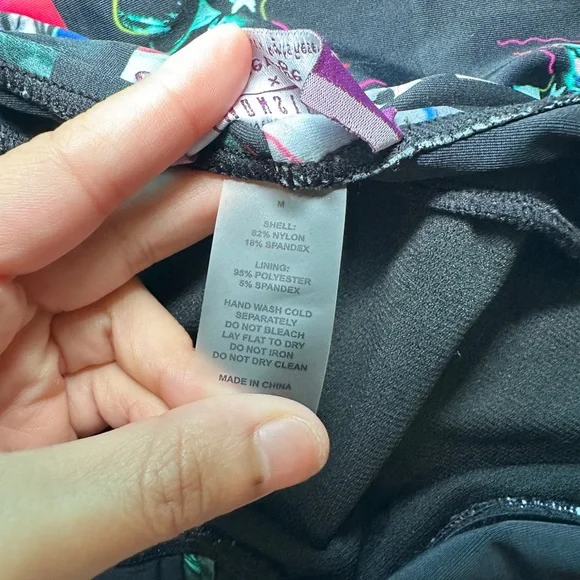 M
SHELL:
82% NYLON
18% SPANDEX
LINING:
95% POLYESTER
5% SPANDEX
HAND WASH COLD
SEPARATELY
DO NOT BLEACH
LAY FLAT TO DRY
DO NOT IRON
DO NOT DRY CLEAN
MADE IN CHINA